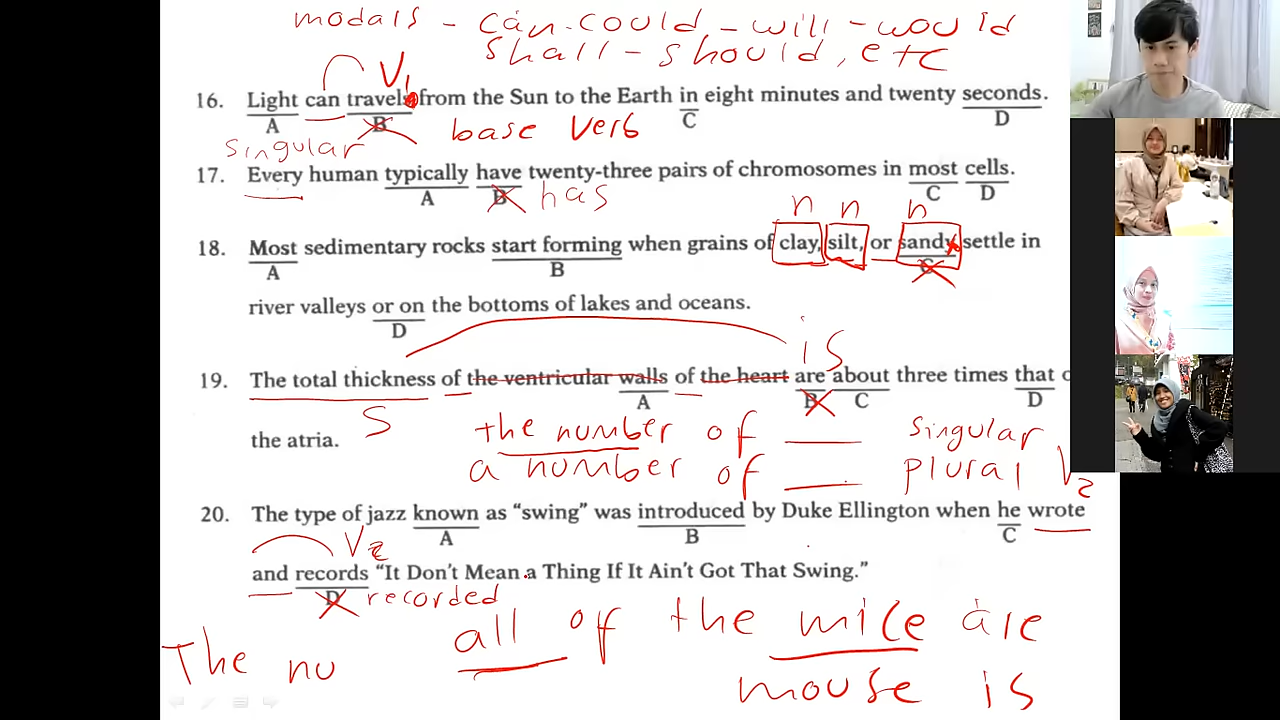 modals - can - could - will - would
shall - should, etc
V1
16. Light can travels from the Sun to the Earth in eight minutes and twenty seconds.
A B C D
singular base verb
17. Every human typically have twenty-three pairs of chromosomes in most cells.
A B has C D
n n n
18. Most sedimentary rocks start forming when grains of clay, silt, or sandy settle in
A B C
river valleys or on the bottoms of lakes and oceans.
D
is
19. The total thickness of the ventricular walls of the heart are about three times that
A B C D
S
the atria.
the number of ___ singular
a number of ___ plural
V2
20. The type of jazz known as “swing” was introduced by Duke Ellington when he wrote
A B C
V2
and records “It Don’t Mean a Thing If It Ain’t Got That Swing.”
D recorded
all of the mice are
The nu
mouse is